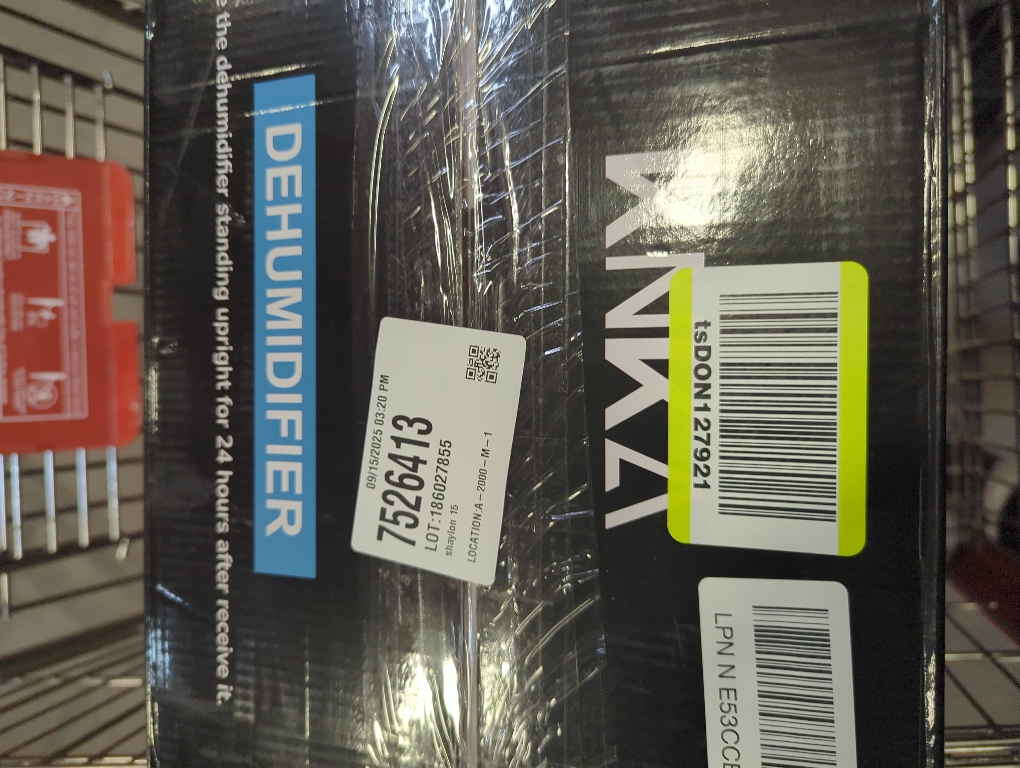 the dehumidifier standing upright for 24 hours after receive it.
DEHUMIDIFIER
09/15/2025 03:20 PM
7526413
LOT:186027855
shaylon 15
LOCATION:A-2000-M-1
tsDON127921
LPN N E53CC